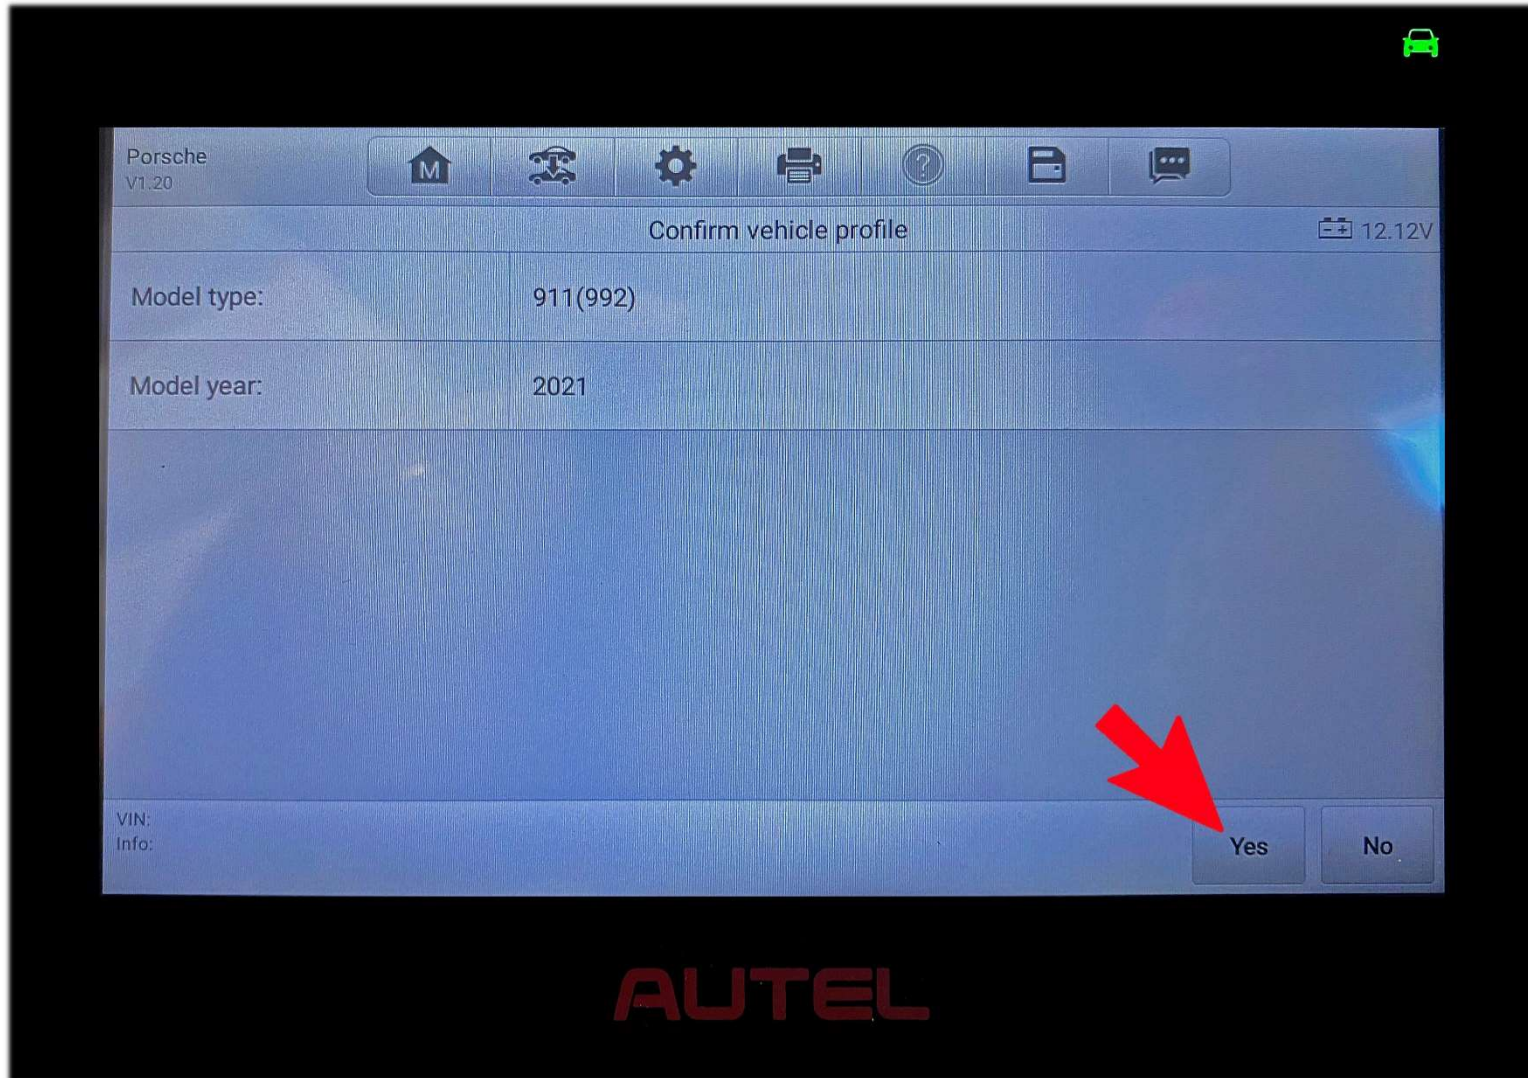 Porsche
V1.20
M
?
Confirm vehicle profile
12.12V
Model type: 911(992)
Model year: 2021
VIN:
Info:
Yes No
AUTEL